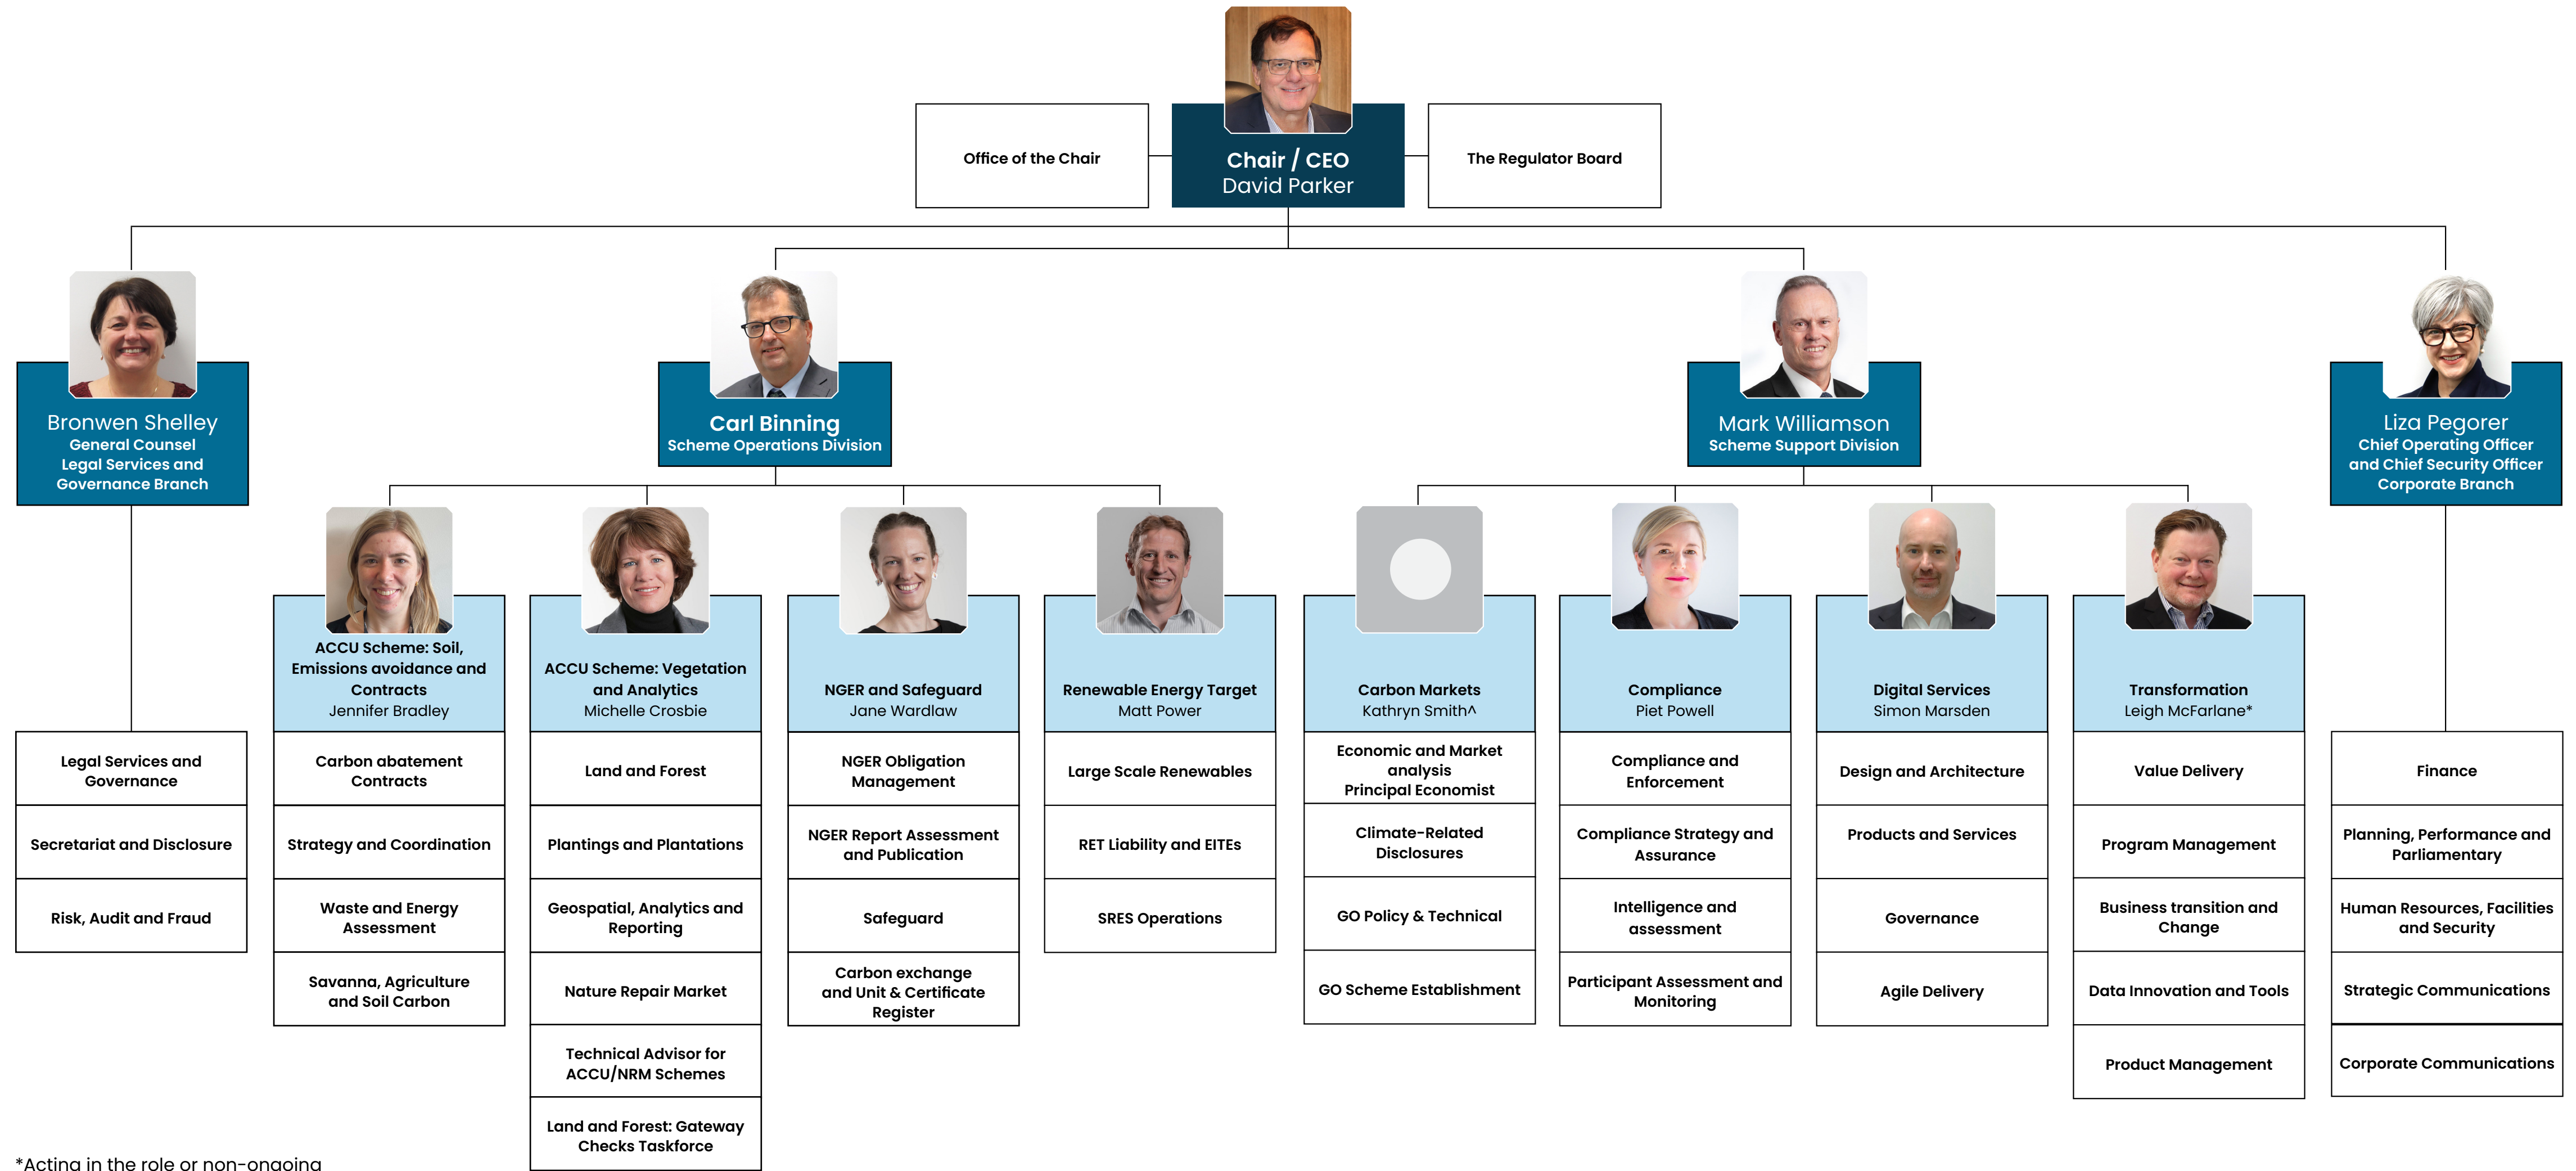 Office of the Chair
Chair / CEO
David Parker
The Regulator Board
Bronwen Shelley
General Counsel
Legal Services and
Governance Branch
Carl Binning
Scheme Operations Division
Mark Williamson
Scheme Support Division
Liza Pegorer
Chief Operating Officer
and Chief Security Officer
Corporate Branch
Legal Services and
Governance
Secretariat and Disclosure
Risk, Audit and Fraud
ACCU Scheme: Soil,
Emissions avoidance and
Contracts
Jennifer Bradley
Carbon abatement
Contracts
Strategy and Coordination
Waste and Energy
Assessment
Savanna, Agriculture
and Soil Carbon
ACCU Scheme: Vegetation
and Analytics
Michelle Crosbie
Land and Forest
Plantings and Plantations
Geospatial, Analytics and
Reporting
Nature Repair Market
Technical Advisor for
ACCU/NRM Schemes
Land and Forest: Gateway
Checks Taskforce
NGER and Safeguard
Jane Wardlaw
NGER Obligation
Management
NGER Report Assessment
and Publication
Safeguard
Carbon exchange
and Unit & Certificate
Register
Renewable Energy Target
Matt Power
Large Scale Renewables
RET Liability and EITEs
SRES Operations
Carbon Markets
Kathryn Smith^
Economic and Market
analysis
Principal Economist
Climate-Related
Disclosures
GO Policy & Technical
GO Scheme Establishment
Compliance
Piet Powell
Compliance and
Enforcement
Compliance Strategy and
Assurance
Intelligence and
assessment
Participant Assessment and
Monitoring
Digital Services
Simon Marsden
Design and Architecture
Products and Services
Governance
Agile Delivery
Transformation
Leigh McFarlane*
Value Delivery
Program Management
Business transition and
Change
Data Innovation and Tools
Product Management
Finance
Planning, Performance and
Parliamentary
Human Resources, Facilities
and Security
Strategic Communications
Corporate Communications
*Acting in the role or non-ongoing